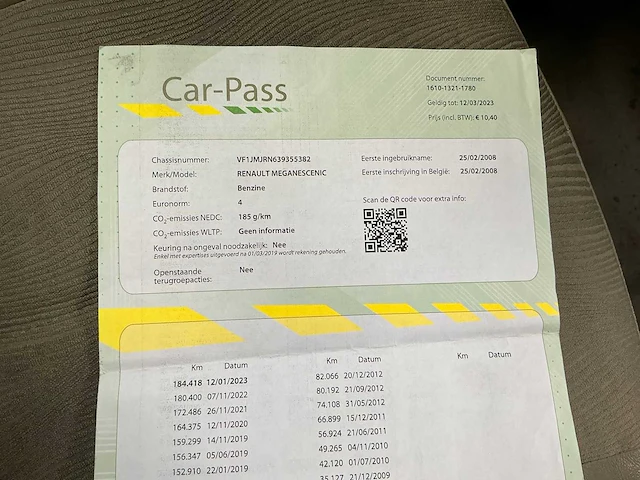 Car-Pass
Document nummer:
1610-1321-1780
Geldig tot: 12/03/2023
Prijs (incl. BTW): € 10,40
Chassisnummer: VF1JMJRN639355382
Merk/Model: RENAULT MEGANESCENIC
Brandstof: Benzine
Euronorm: 4
CO2-emissies NEDC: 185 g/km
CO2-emissies WLTP: Geen informatie
Keuring na ongeval noodzakelijk: Nee
Enkel met expertises uitgevoerd na 01/03/2019 wordt rekening gehouden.
Openstaande terugroepacties: Nee
Eerste ingebruikname: 25/02/2008
Eerste inschrijving in België: 25/02/2008
Scan de QR code voor extra info:
Km Datum
184.418 12/01/2023
180.400 07/11/2022
172.486 26/11/2021
164.375 12/11/2020
159.299 14/11/2019
156.347 05/06/2019
152.910 22/01/2019
Km Datum
82.066 20/12/2012
80.192 21/09/2012
74.108 31/05/2012
66.899 15/12/2011
56.924 21/06/2011
49.265 04/11/2010
42.120 01/07/2010
35.127 21/12/2009
Km Datum